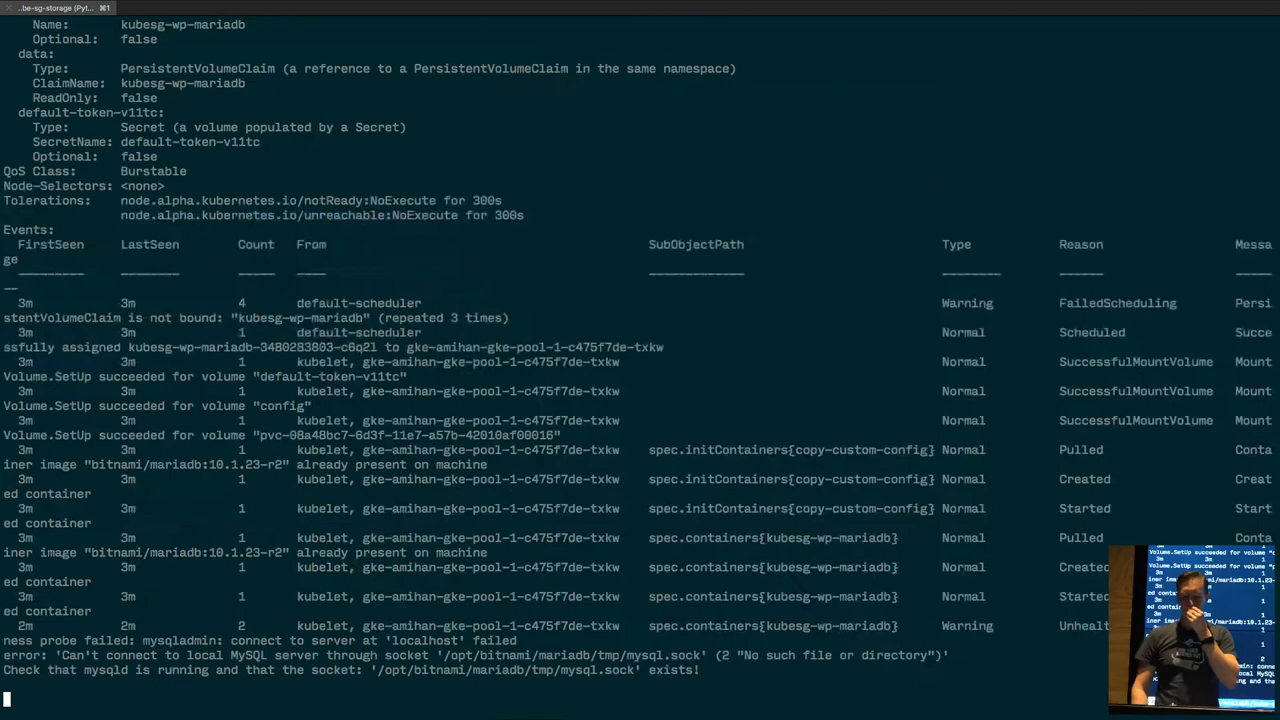 ..be-sg-storage (Pyt... ⌘1
Name: kubesg-wp-mariadb
Optional: false
data:
Type: PersistentVolumeClaim (a reference to a PersistentVolumeClaim in the same namespace)
ClaimName: kubesg-wp-mariadb
ReadOnly: false
default-token-v11tc:
Type: Secret (a volume populated by a Secret)
SecretName: default-token-v11tc
Optional: false
QoS Class: Burstable
Node-Selectors: <none>
Tolerations: node.alpha.kubernetes.io/notReady:NoExecute for 300s
node.alpha.kubernetes.io/unreachable:NoExecute for 300s
Events:
FirstSeen LastSeen Count From SubObjectPath Type Reason Messa
ge
--------- -------- ----- ---- ------------- -------- ------ -----
--
3m 3m 4 default-scheduler Warning FailedScheduling Persi
stentVolumeClaim is not bound: "kubesg-wp-mariadb" (repeated 3 times)
3m 3m 1 default-scheduler Normal Scheduled Succe
ssfully assigned kubesg-wp-mariadb-3480283803-c6q2l to gke-amihan-gke-pool-1-c475f7de-txkw
3m 3m 1 kubelet, gke-amihan-gke-pool-1-c475f7de-txkw Normal SuccessfulMountVolume Mount
Volume.SetUp succeeded for volume "default-token-v11tc"
3m 3m 1 kubelet, gke-amihan-gke-pool-1-c475f7de-txkw Normal SuccessfulMountVolume Mount
Volume.SetUp succeeded for volume "config"
3m 3m 1 kubelet, gke-amihan-gke-pool-1-c475f7de-txkw Normal SuccessfulMountVolume Mount
Volume.SetUp succeeded for volume "pvc-08a48bc7-6d3f-11e7-a57b-42010af00016"
3m 3m 1 kubelet, gke-amihan-gke-pool-1-c475f7de-txkw spec.initContainers{copy-custom-config} Normal Pulled Conta
iner image "bitnami/mariadb:10.1.23-r2" already present on machine
3m 3m 1 kubelet, gke-amihan-gke-pool-1-c475f7de-txkw spec.initContainers{copy-custom-config} Normal Created Creat
ed container
3m 3m 1 kubelet, gke-amihan-gke-pool-1-c475f7de-txkw spec.initContainers{copy-custom-config} Normal Started Start
ed container
3m 3m 1 kubelet, gke-amihan-gke-pool-1-c475f7de-txkw spec.containers{kubesg-wp-mariadb} Normal Pulled Conta
iner image "bitnami/mariadb:10.1.23-r2" already present on machine
3m 3m 1 kubelet, gke-amihan-gke-pool-1-c475f7de-txkw spec.containers{kubesg-wp-mariadb} Normal Created
ed container
3m 3m 1 kubelet, gke-amihan-gke-pool-1-c475f7de-txkw spec.containers{kubesg-wp-mariadb} Normal Started
ed container
2m 2m 2 kubelet, gke-amihan-gke-pool-1-c475f7de-txkw spec.containers{kubesg-wp-mariadb} Warning Unhealt
ness probe failed: mysqladmin: connect to server at 'localhost' failed
error: 'Can't connect to local MySQL server through socket '/opt/bitnami/mariadb/tmp/mysql.sock' (2 "No such file or directory")'
Check that mysqld is running and that the socket: '/opt/bitnami/mariadb/tmp/mysql.sock' exists!